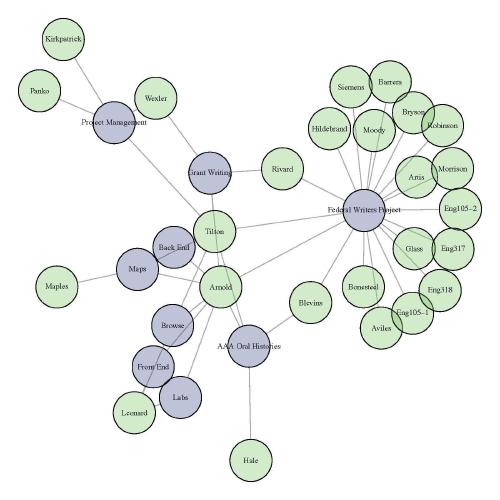 Kirkpatrick
Panko
Wexler
Project Management
Siemens
Barrera
Bryson
Robinson
Hildebrand
Moody
Grant Writing
Rivard
Artis
Morrison
Federal Writers Project
Eng105-2
Tilton
Back End
Glass
Eng317
Maps
Maples
Arnold
Bonesteel
Eng318
Blevins
Eng105-1
Browse
Aviles
AAA Oral Histories
Front End
Labs
Leonard
Hale